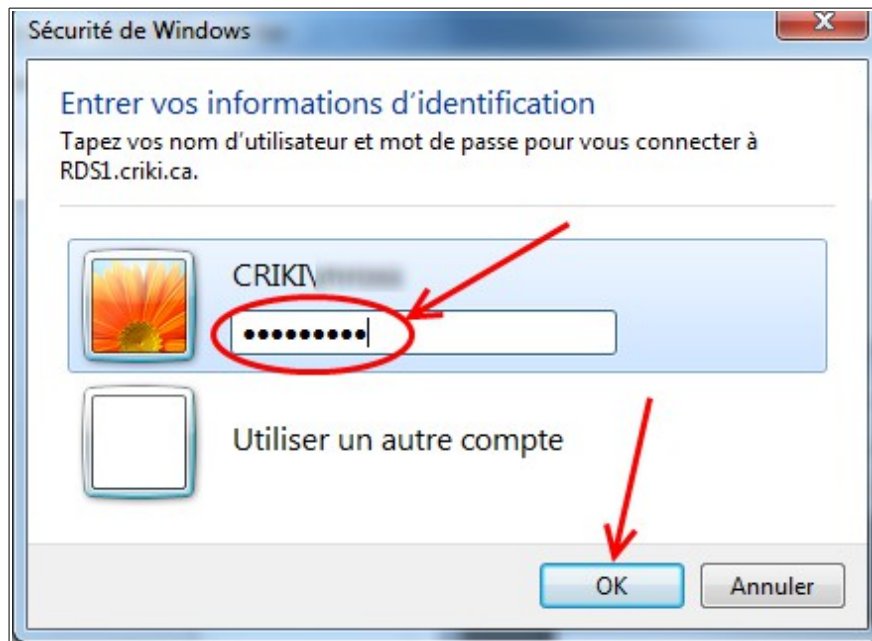 Sécurité de Windows
Entrer vos informations d'identification
Tapez vos nom d'utilisateur et mot de passe pour vous connecter à
RDS1.criki.ca.
CRIKI\
•••••••••
Utiliser un autre compte
OK
Annuler